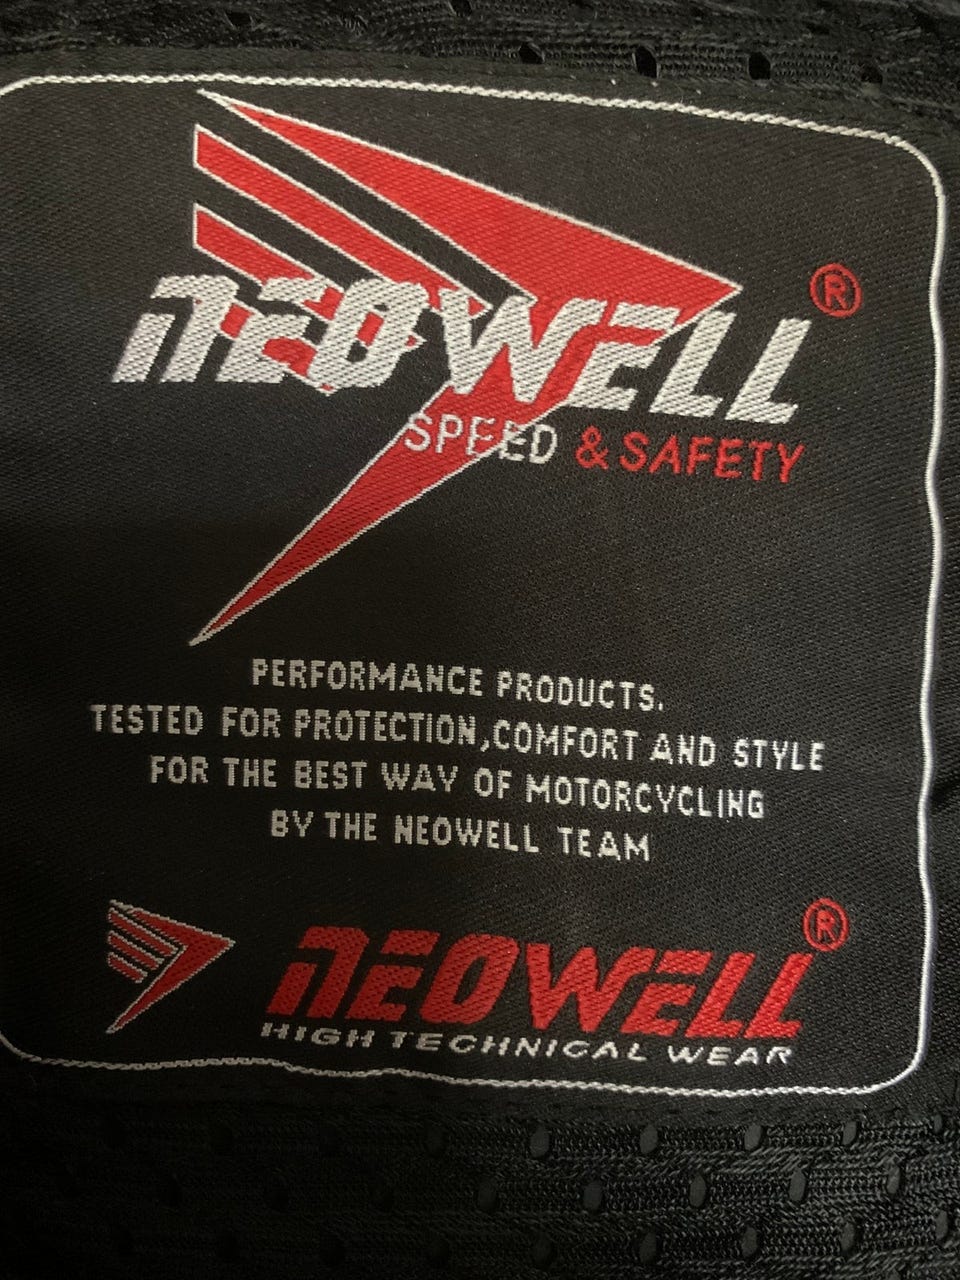 NEOWELL ®
SPEED & SAFETY
PERFORMANCE PRODUCTS.
TESTED FOR PROTECTION,COMFORT AND STYLE
FOR THE BEST WAY OF MOTORCYCLING
BY THE NEOWELL TEAM
NEOWELL ®
HIGH TECHNICAL WEAR